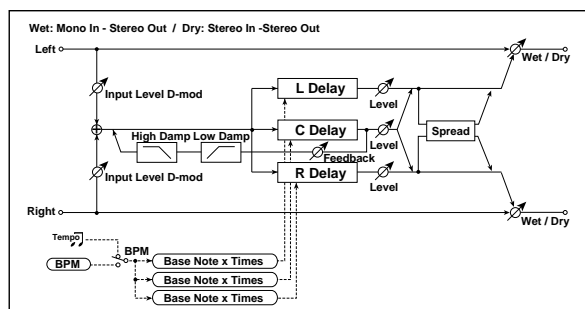 Wet: Mono In - Stereo Out / Dry: Stereo In -Stereo Out
Left
Wet / Dry
Input Level D-mod
L Delay
Level
High Damp Low Damp
C Delay
Level
Spread
Feedback
Input Level D-mod
R Delay
Level
Right
Wet / Dry
Tempo
BPM
BPM
Base Note x Times
Base Note x Times
Base Note x Times